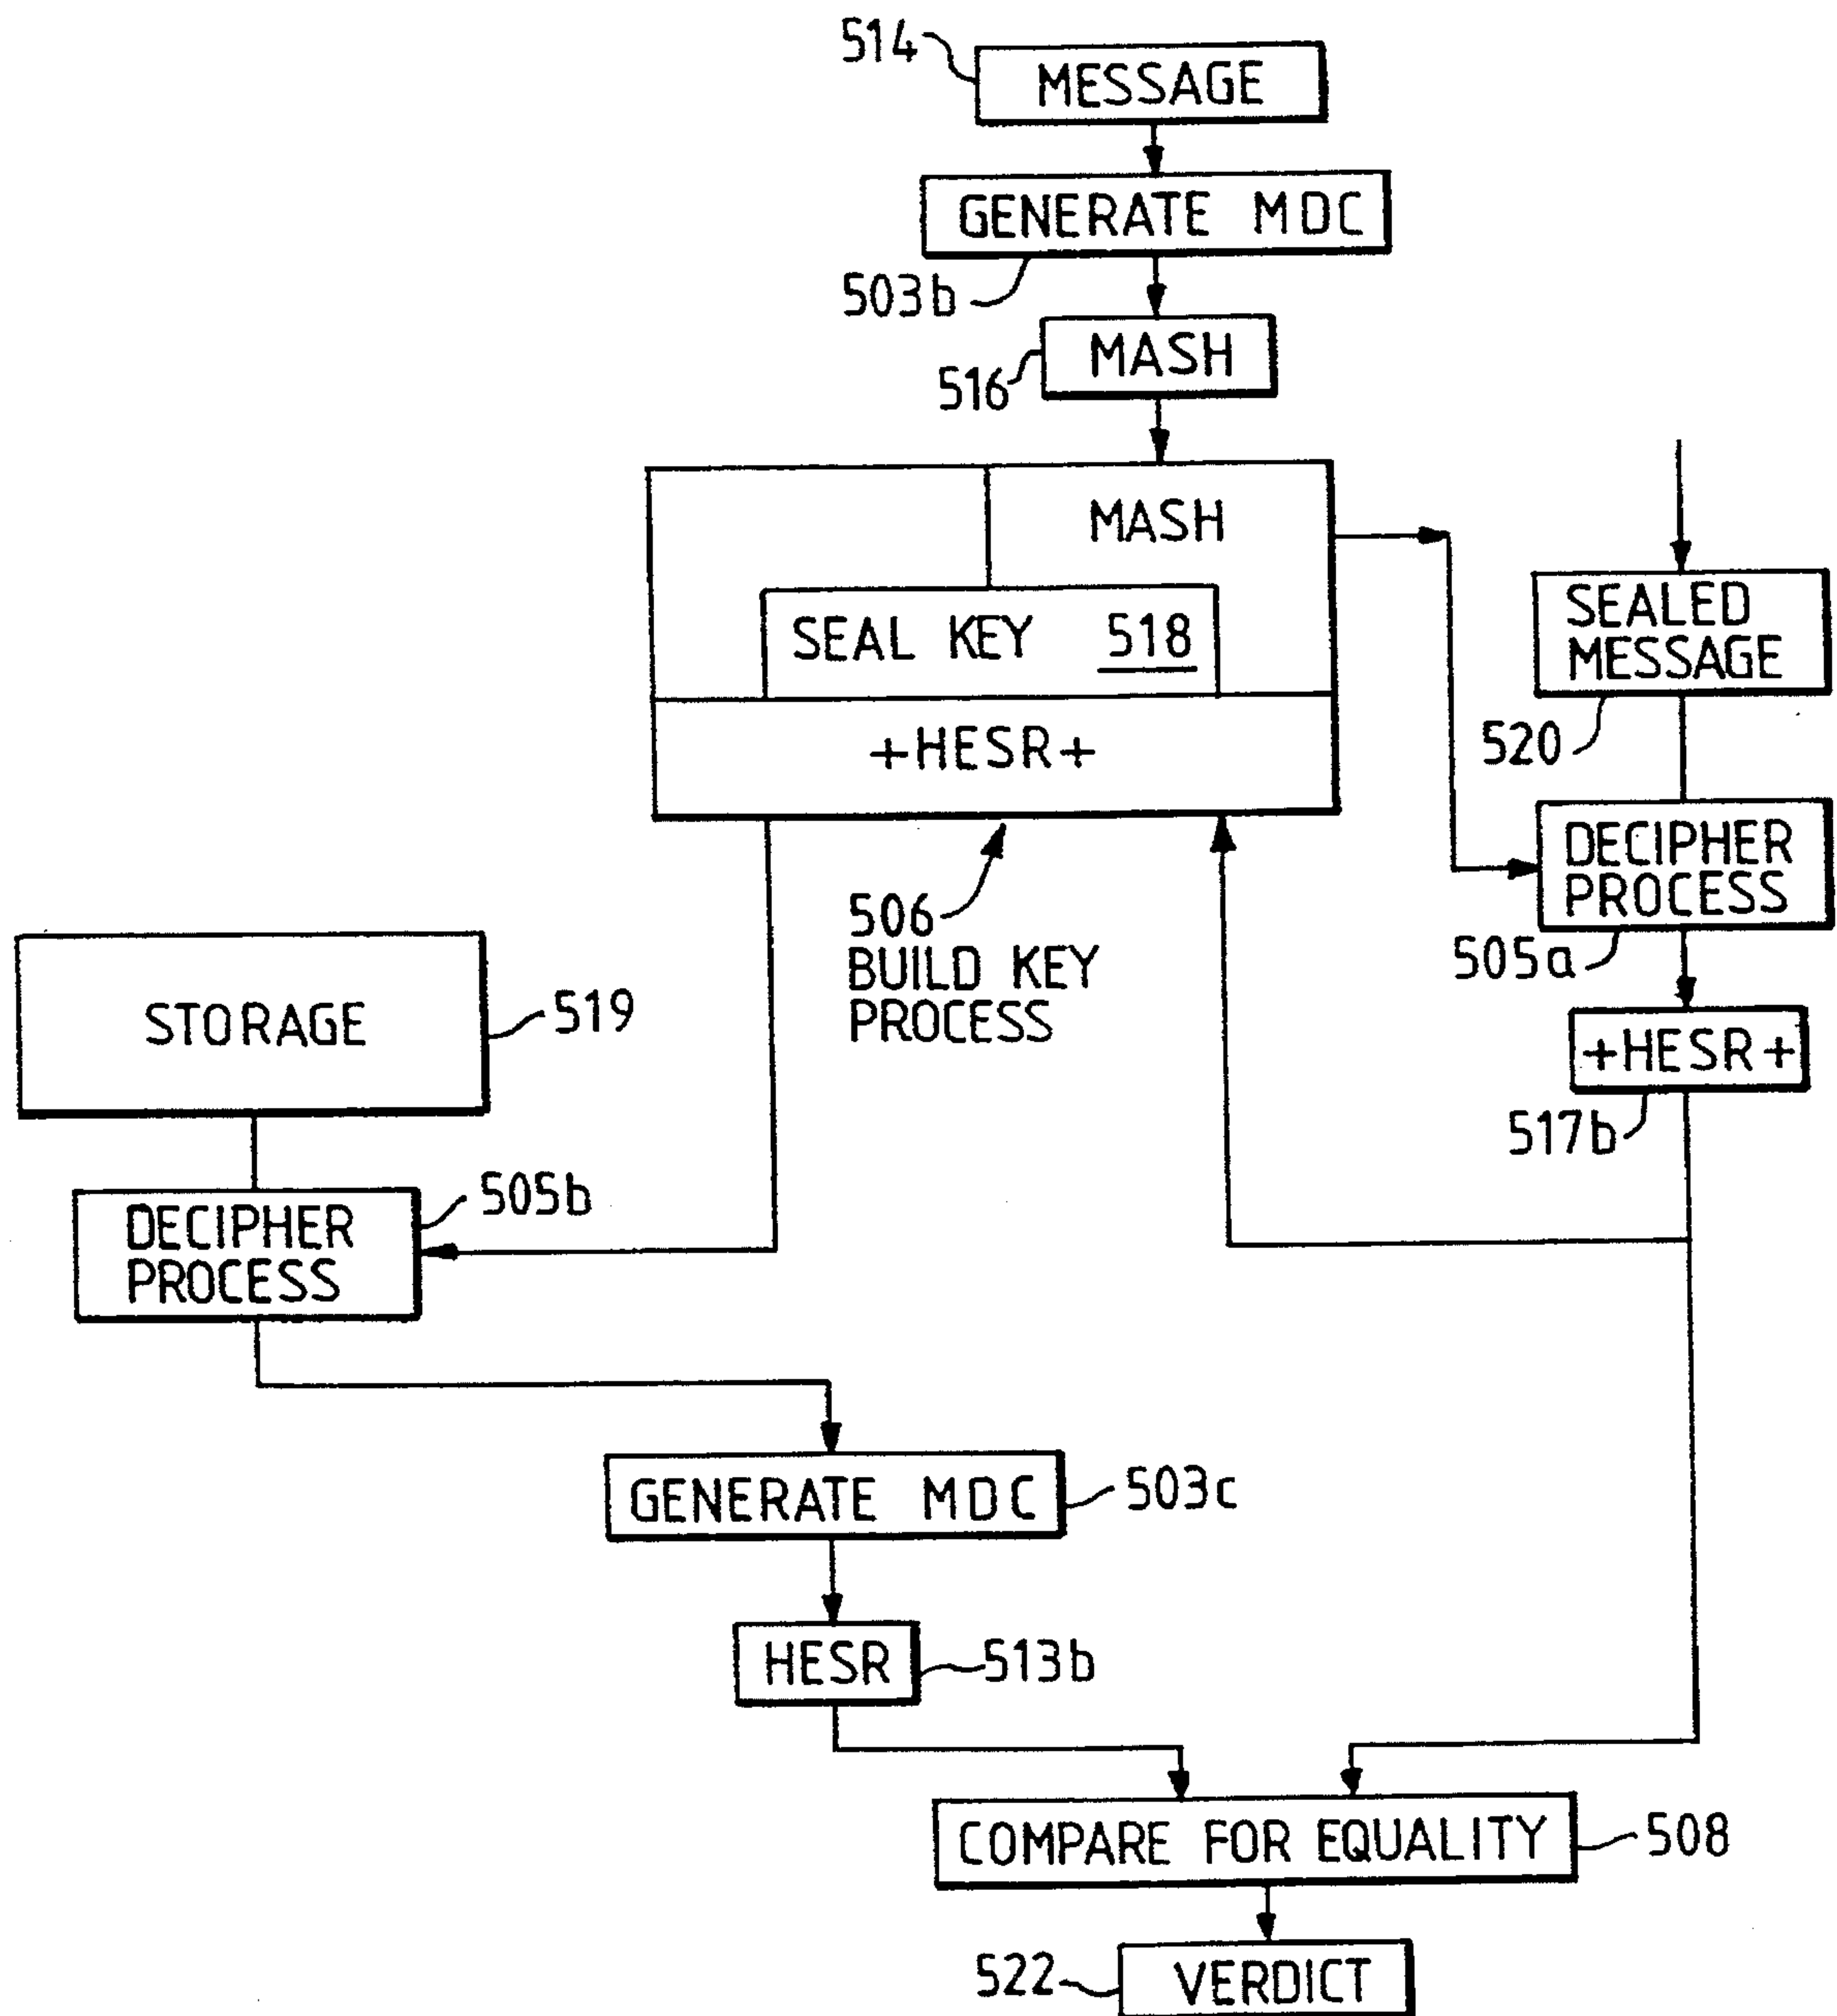 514
MESSAGE
GENERATE MDC
503b
MASH
516
MASH
SEAL KEY 518
+HESR+
SEALED
MESSAGE
520
DECIPHER
PROCESS
505a
506
BUILD KEY
PROCESS
STORAGE
519
+HESR+
517b
505b
DECIPHER
PROCESS
GENERATE MDC
503c
HESR
513b
COMPARE FOR EQUALITY
508
522
VERDICT